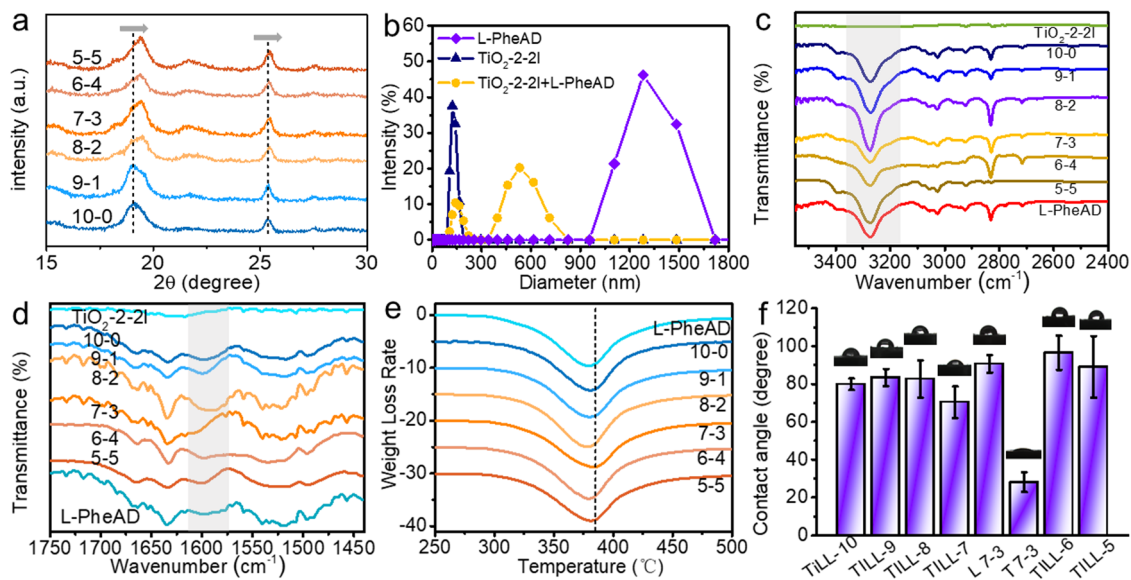 a
intensity (a.u.)
5-5
6-4
7-3
8-2
9-1
10-0
15 20 25 30
2θ (degree)
b
Intensity (%)
60
50
40
30
20
10
0
L-PheAD
TiO2-2-2l
TiO2-2-2l+L-PheAD
0 300 600 900 1200 1500 1800
Diameter (nm)
c
Transmittance (%)
TiO2-2-2l
10-0
9-1
8-2
7-3
6-4
5-5
L-PheAD
3400 3200 3000 2800 2600 2400
Wavenumber (cm-1)
d
Transmittance (%)
TiO2-2-2l
10-0
9-1
8-2
7-3
6-4
5-5
L-PheAD
1750 1700 1650 1600 1550 1500 1450
Wavenumber (cm-1)
e
Weight Loss Rate
0
-10
-20
-30
-40
L-PheAD
10-0
9-1
8-2
7-3
6-4
5-5
250 300 350 400 450 500
Temperature (℃)
f
Contact angle (degree)
120
100
80
60
40
20
0
TiLL-10
TILL-9
TILL-8
TILL-7
L 7-3
T 7-3
TILL-6
TILL-5